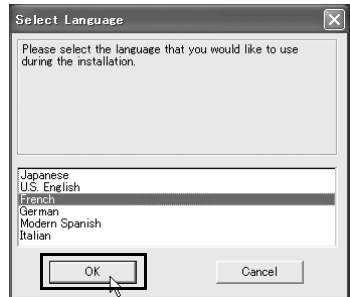 Select Language
Please select the language that you would like to use
during the installation.
Japanese
U.S. English
French
German
Modern Spanish
Italian
OK
Cancel